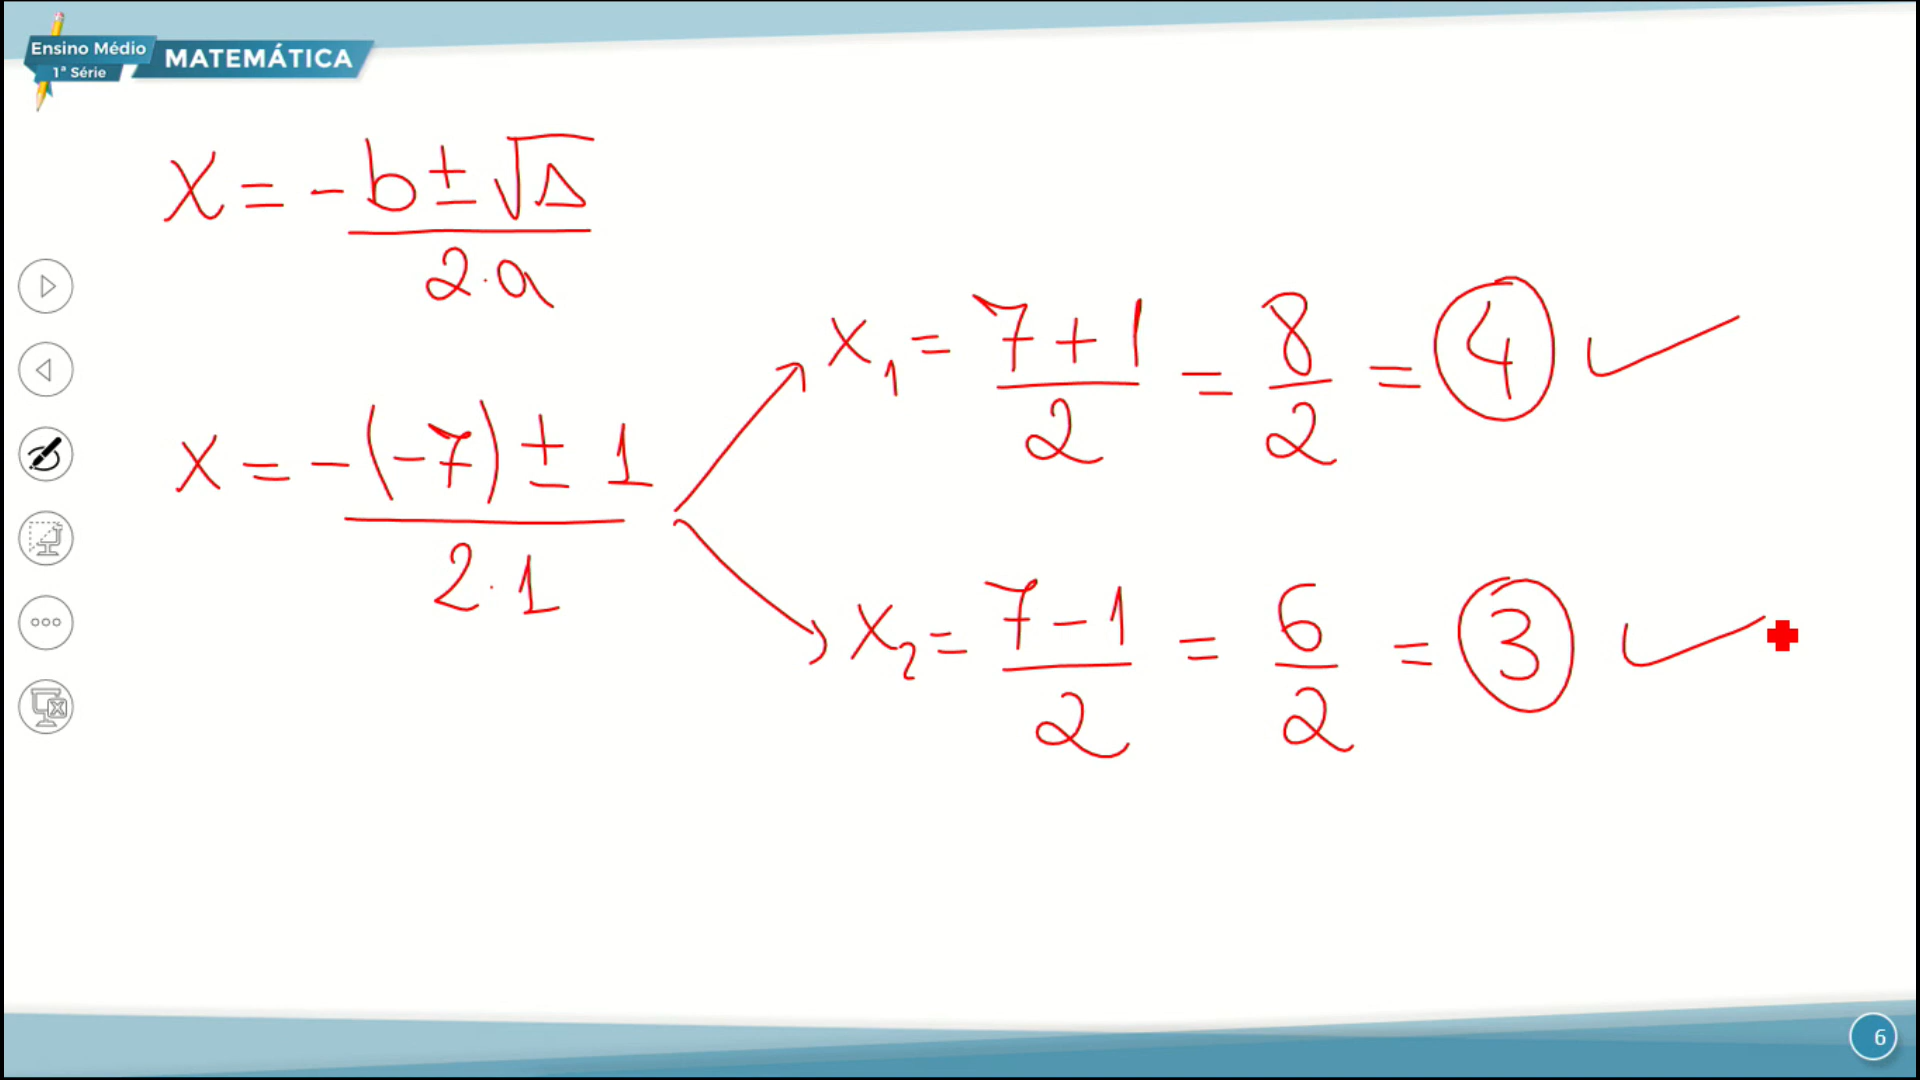 Ensino Médio
1ª Série
MATEMÁTICA
x = -b ± √Δ / 2·a
x = -(-7) ± 1 / 2·1
x₁ = 7 + 1 / 2 = 8 / 2 = 4
x₂ = 7 - 1 / 2 = 6 / 2 = 3
6